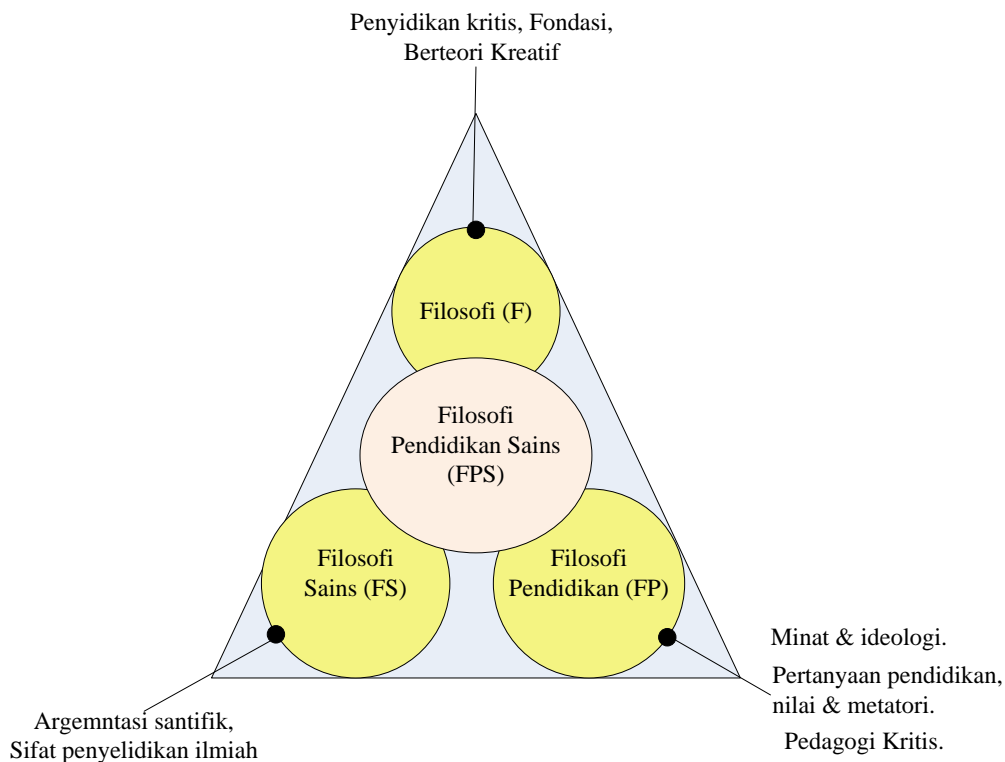 Penyidikan kritis, Fondasi,
Berteori Kreatif
Filosofi (F)
Filosofi
Pendidikan Sains
(FPS)
Filosofi
Sains (FS)
Filosofi
Pendidikan (FP)
Minat & ideologi.
Pertanyaan pendidikan,
nilai & metatori.
Pedagogi Kritis.
Argemntasi santifik,
Sifat penyelidikan ilmiah